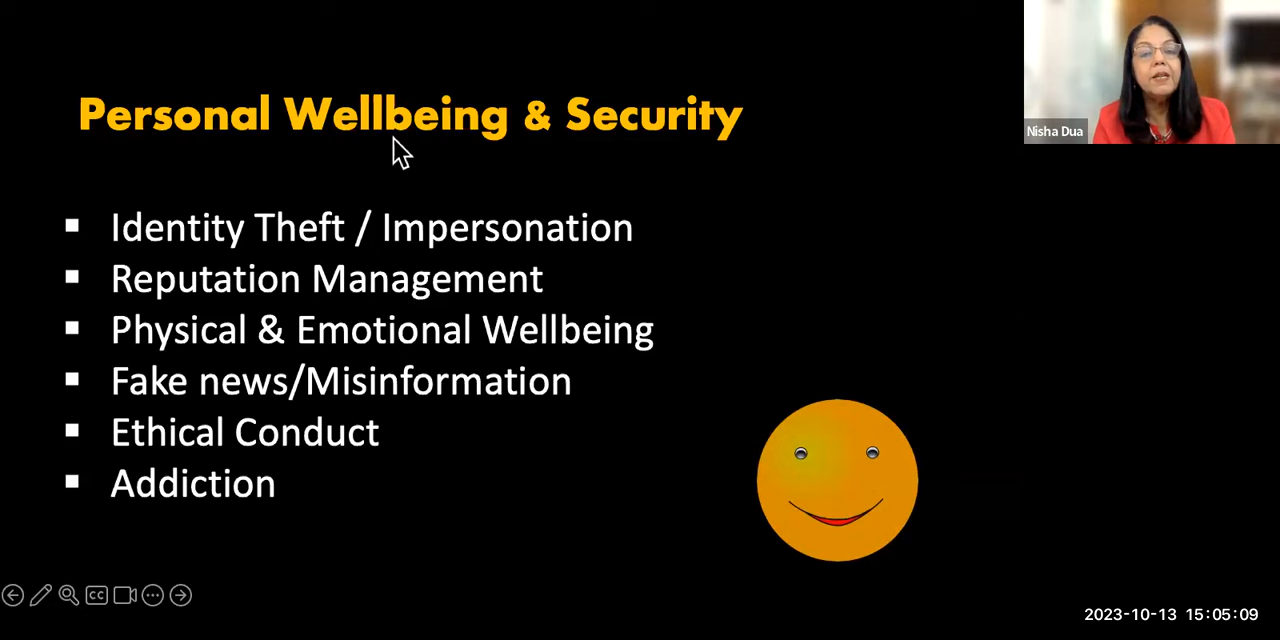 Personal Wellbeing & Security
Nisha Dua
▪ Identity Theft / Impersonation
▪ Reputation Management
▪ Physical & Emotional Wellbeing
▪ Fake news/Misinformation
▪ Ethical Conduct
▪ Addiction
CC
2023-10-13 15:05:09